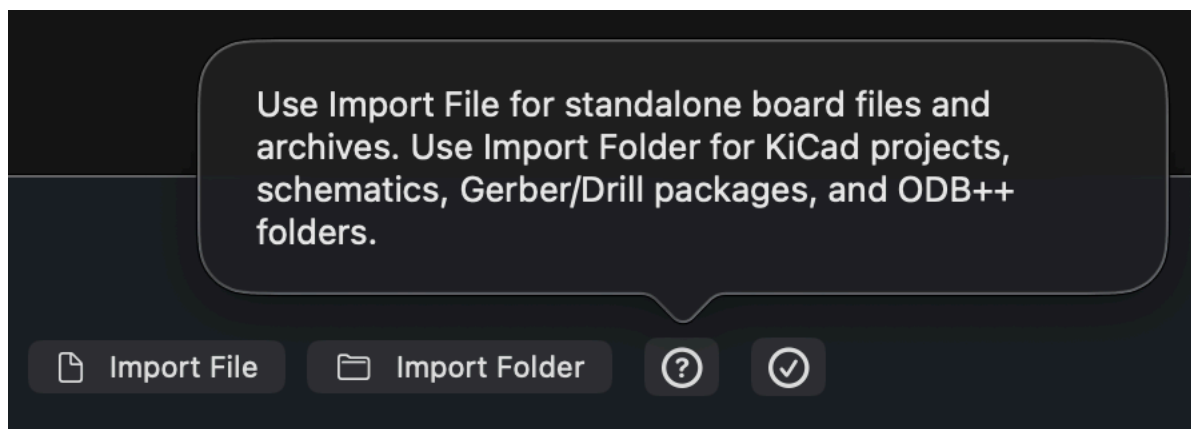 Use Import File for standalone board files and
archives. Use Import Folder for KiCad projects,
schematics, Gerber/Drill packages, and ODB++
folders.
Import File
Import Folder
?